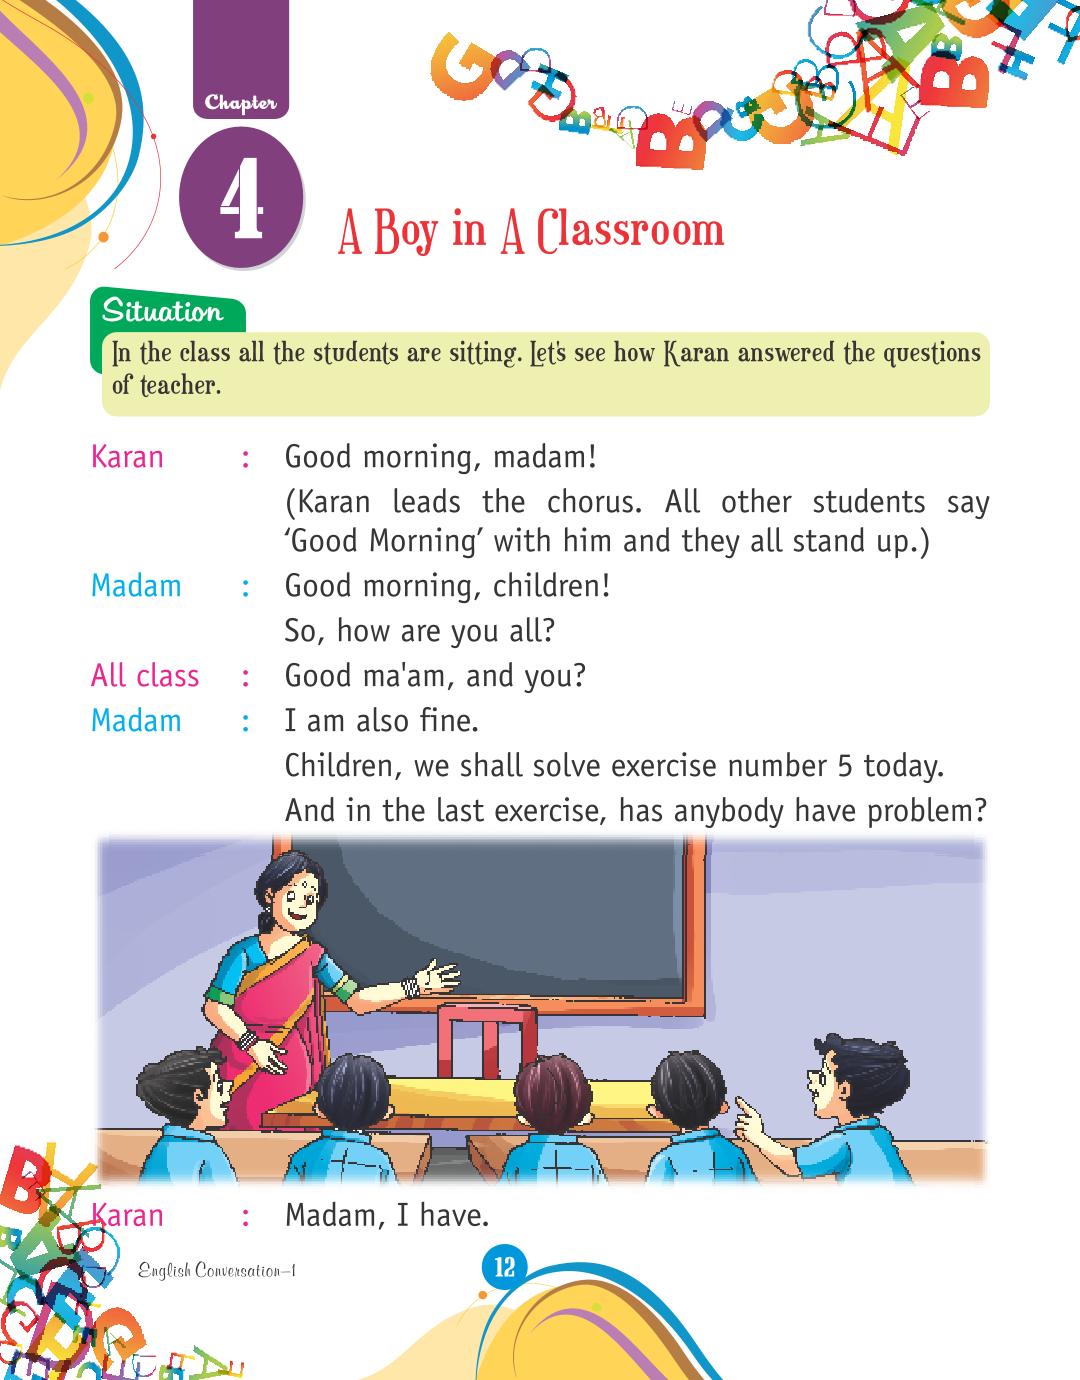 Chapter
4
A Boy in A Classroom
Situation
In the class all the students are sitting. Let's see how Karan answered the questions
of teacher.
Karan : Good morning, madam!
(Karan leads the chorus. All other students say
‘Good Morning’ with him and they all stand up.)
Madam : Good morning, children!
So, how are you all?
All class : Good ma'am, and you?
Madam : I am also fine.
Children, we shall solve exercise number 5 today.
And in the last exercise, has anybody have problem?
Karan : Madam, I have.
English Conversation–1
12